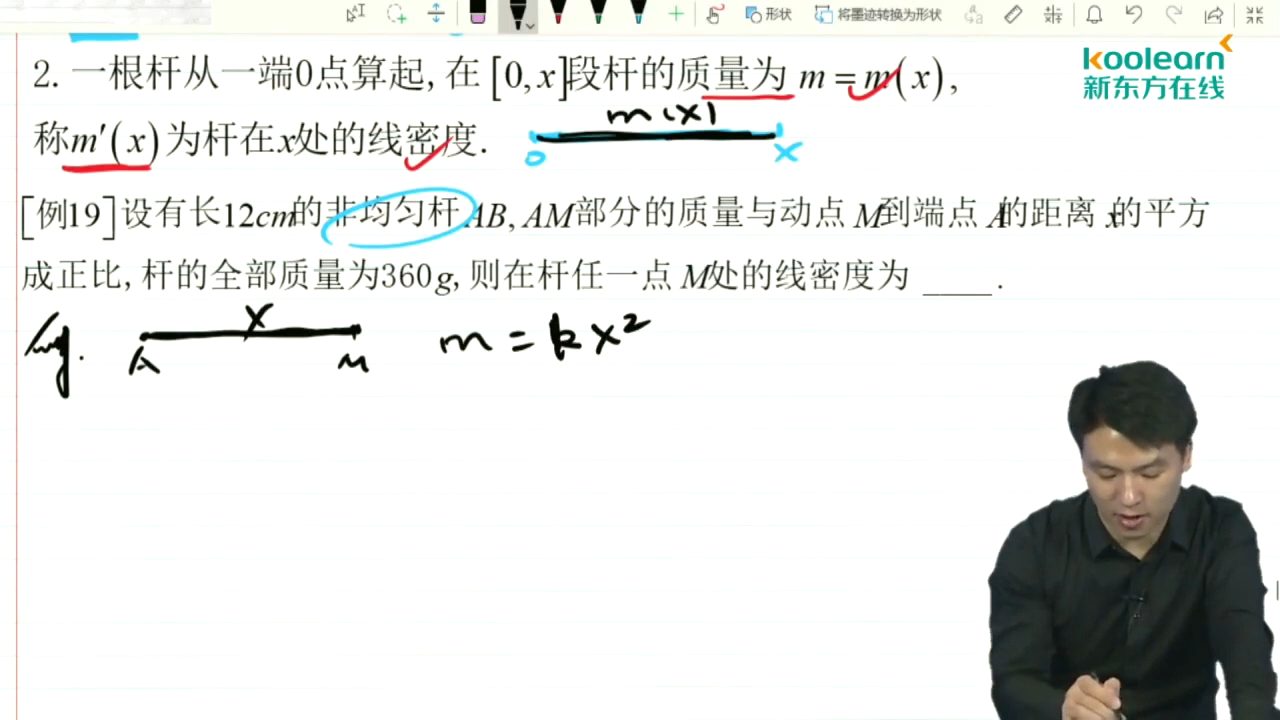 形状
将墨迹转换为形状
koolearn
新东方在线
2. 一根杆从一端0点算起, 在 [0, x]段杆的质量为 m = m(x),
m(x)
称m′(x)为杆在x处的线密度.
0
x
[例19]设有长12cm的非均匀杆AB, AM部分的质量与动点M到端点A的距离x的平方
成正比, 杆的全部质量为360g, 则在杆任一点M处的线密度为 ____.
x
A
M
m = kx²